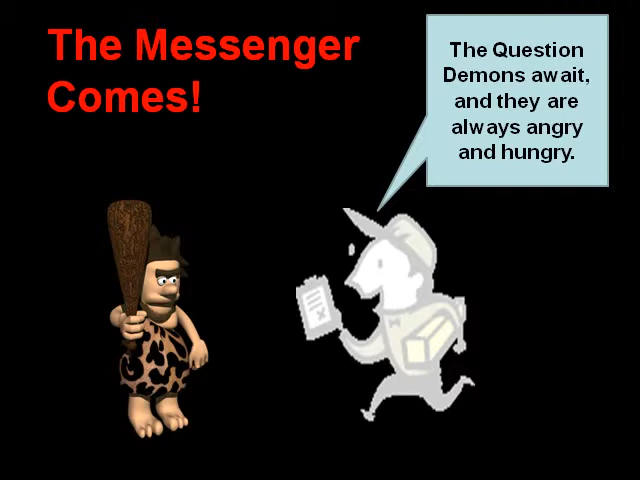 The Messenger
Comes!
The Question
Demons await,
and they are
always angry
and hungry.